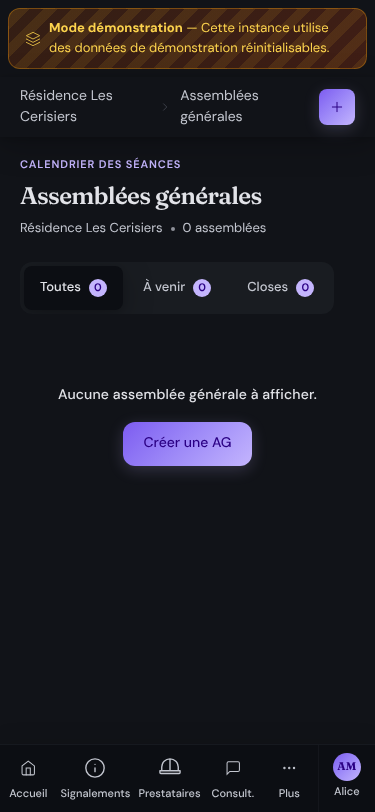 Mode démonstration — Cette instance utilise
des données de démonstration réinitialisables.
Résidence Les
Cerisiers
Assemblées
générales
CALENDRIER DES SÉANCES
Assemblées générales
Résidence Les Cerisiers • 0 assemblées
Toutes 0 À venir 0 Closes 0
Aucune assemblée générale à afficher.
Créer une AG
AM
Accueil Signalements Prestataires Consult. Plus Alice